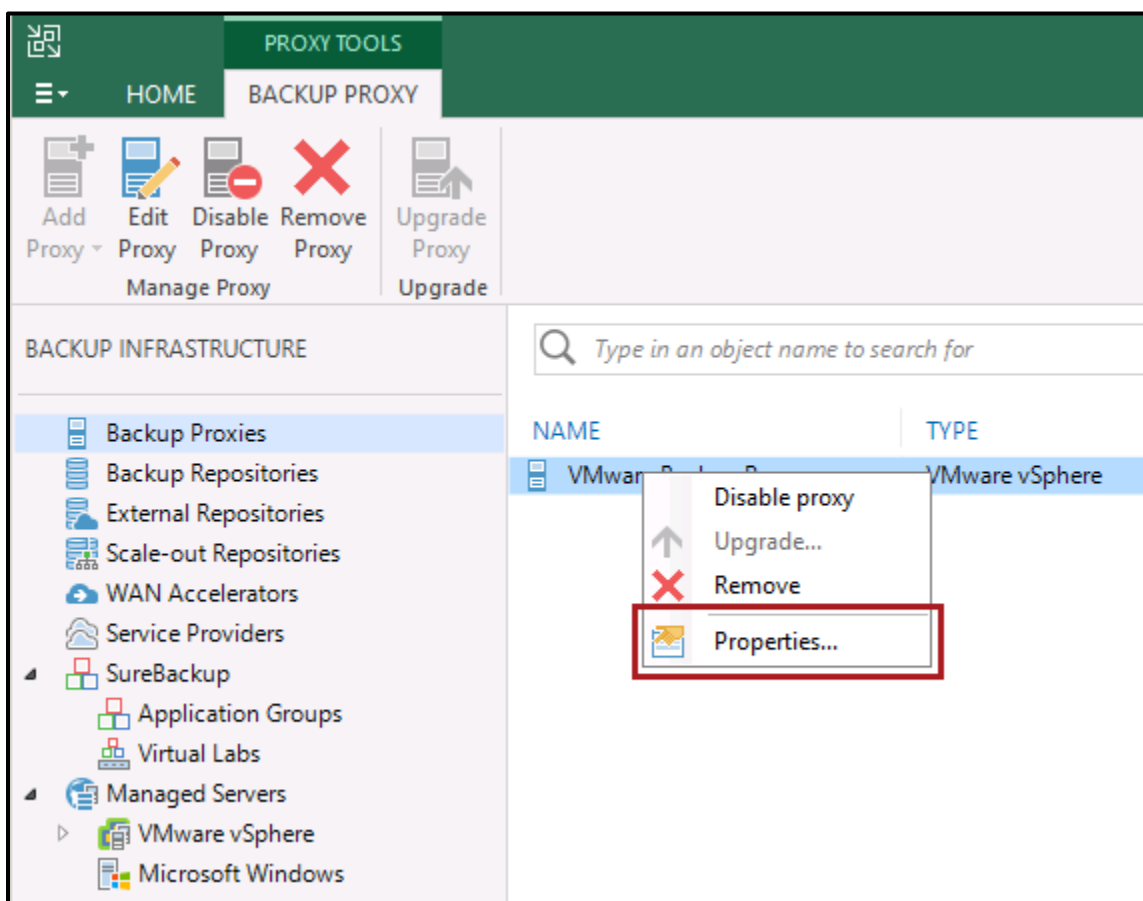 PROXY TOOLS
HOME BACKUP PROXY
Add Proxy
Edit Proxy
Disable Proxy
Remove Proxy
Upgrade Proxy
Manage Proxy
Upgrade
BACKUP INFRASTRUCTURE
Type in an object name to search for
Backup Proxies
Backup Repositories
External Repositories
Scale-out Repositories
WAN Accelerators
Service Providers
SureBackup
Application Groups
Virtual Labs
Managed Servers
VMware vSphere
Microsoft Windows
NAME TYPE
VMware vSphere
Disable proxy
Upgrade...
Remove
Properties...